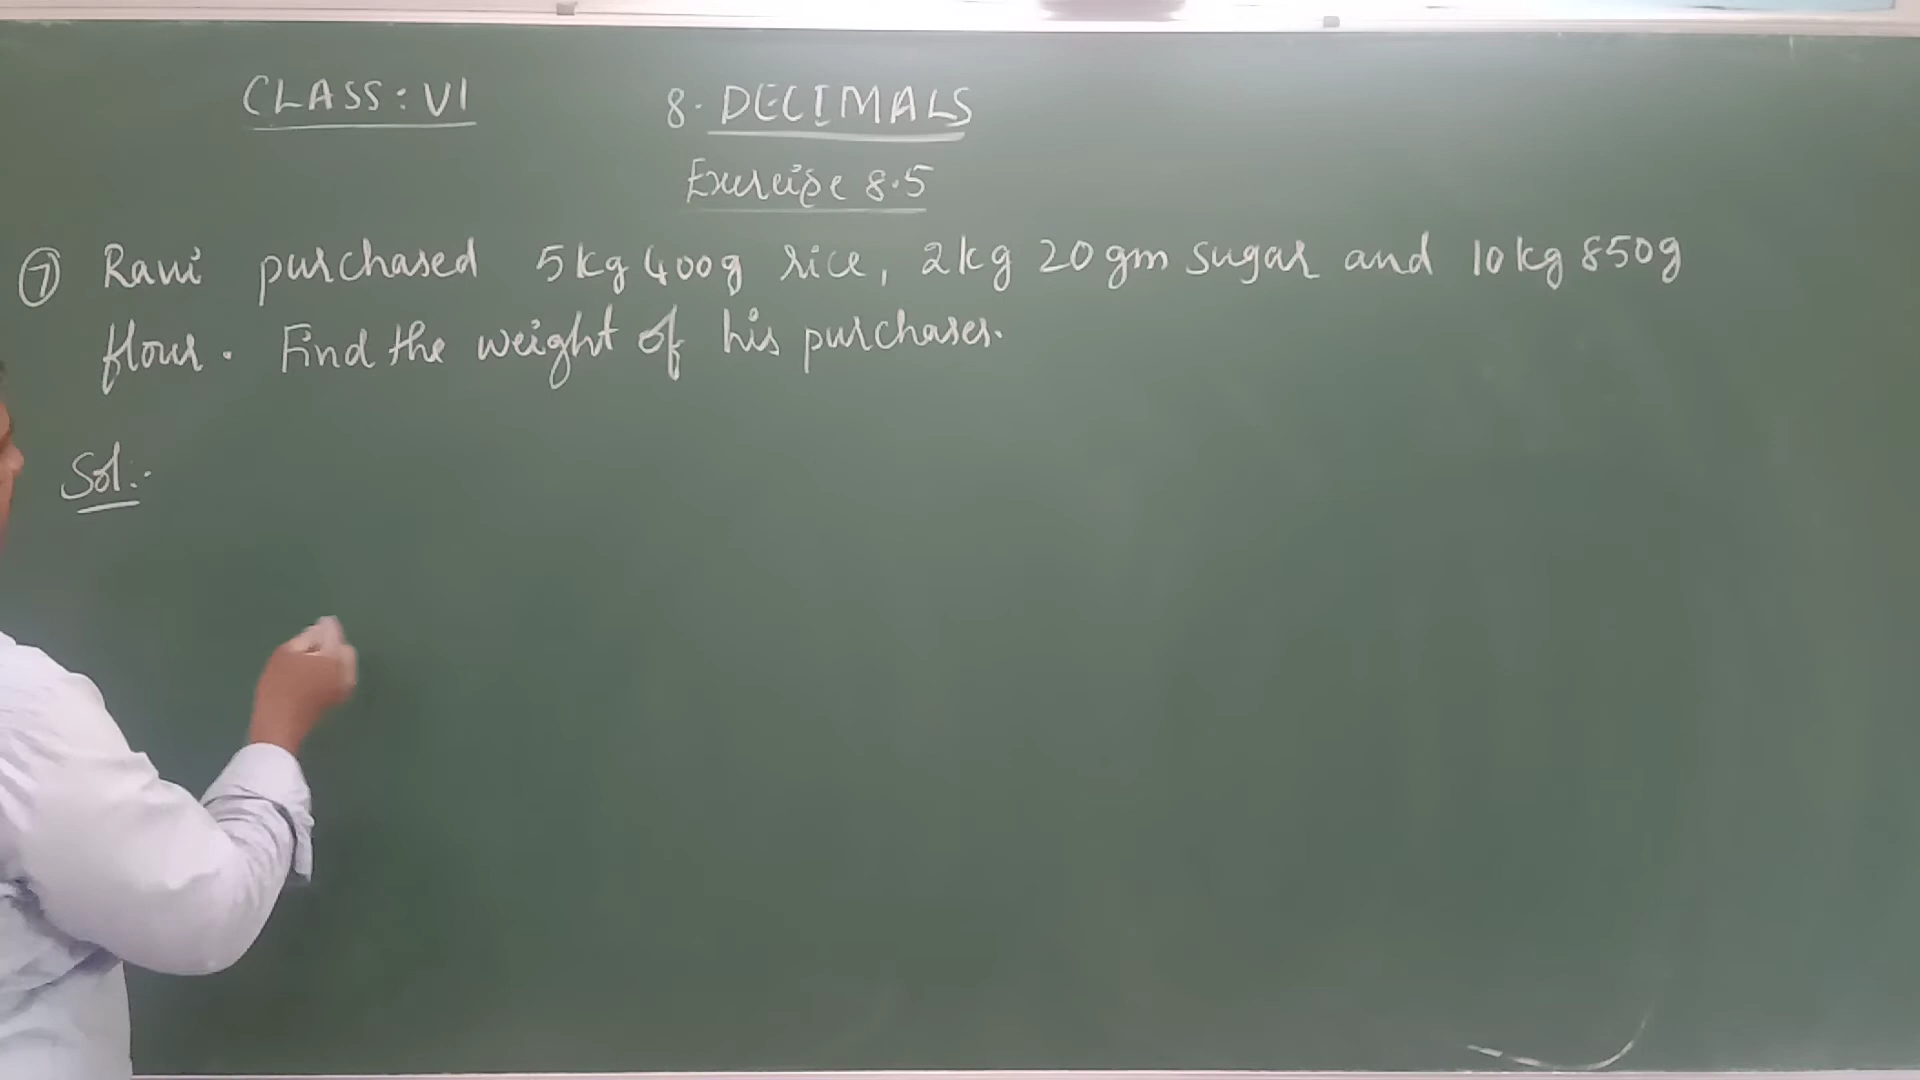 CLASS: VI
8. DECIMALS
Exercise 8.5
⑦ Ravi purchased 5kg 400g rice, 2kg 20gm sugar and 10kg 850g
flour. Find the weight of his purchases.
Sol:-